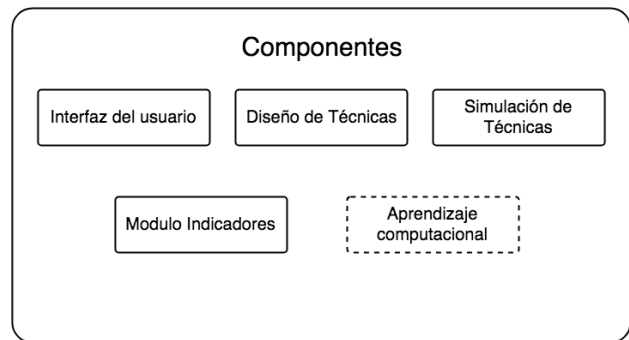 Componentes
Interfaz del usuario
Diseño de Técnicas
Simulación de
Técnicas
Modulo Indicadores
Aprendizaje
computacional